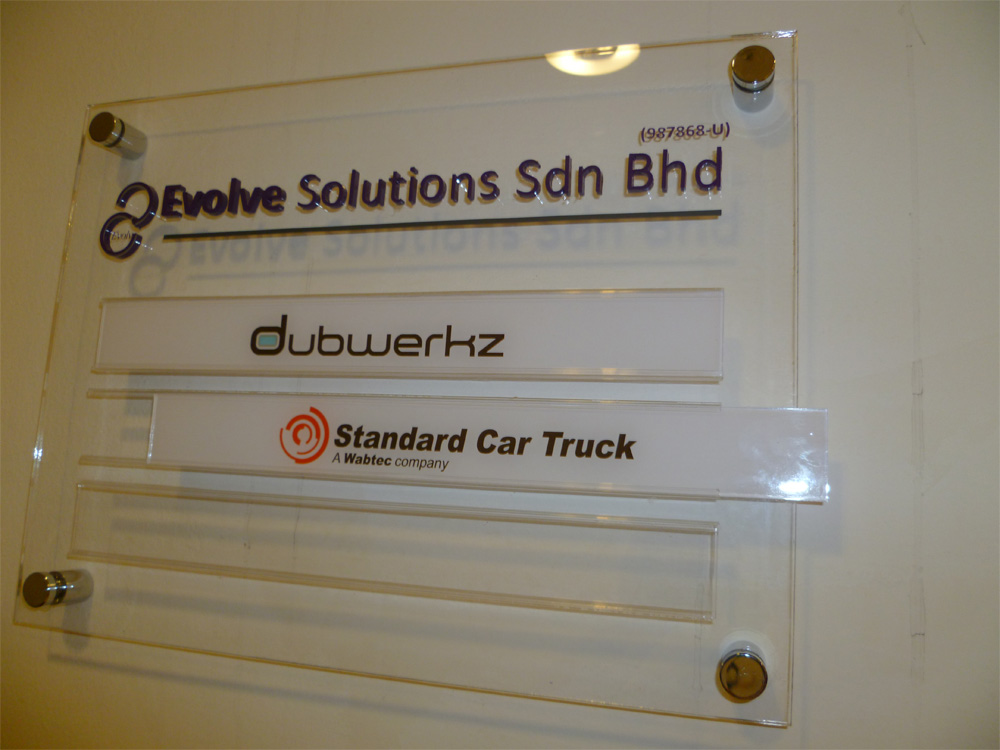 (987868-U)
Evolve Solutions Sdn Bhd
dubwerkz
Standard Car Truck
A Wabtec company